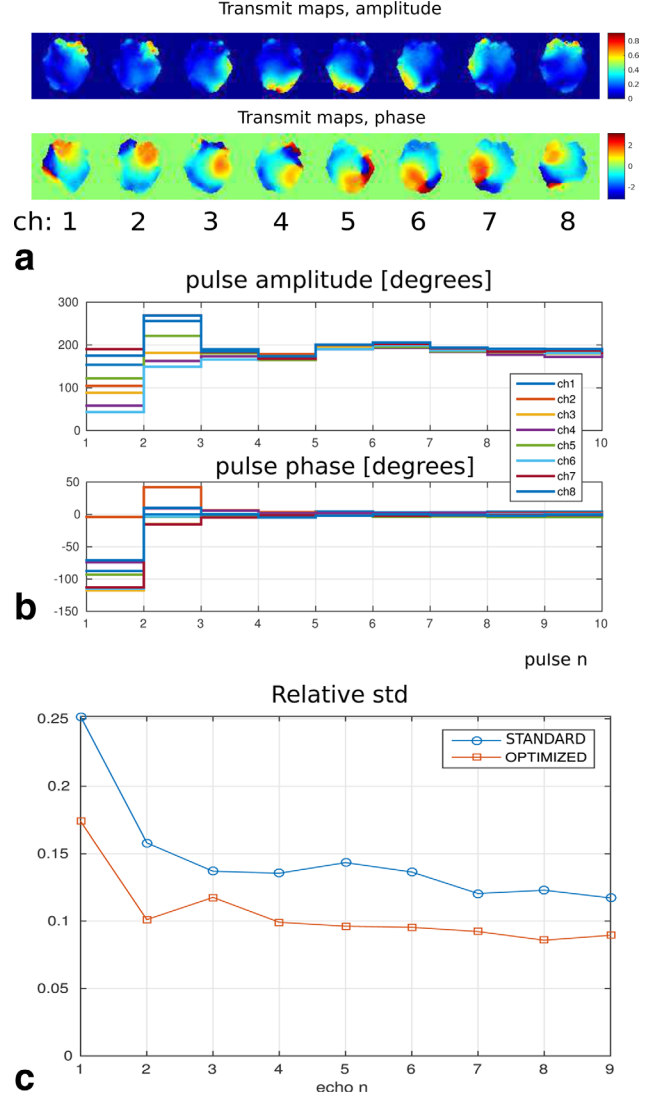 Transmit maps, amplitude
0.8
0.6
0.4
0.2
0
Transmit maps, phase
2
0
-2
ch: 1 2 3 4 5 6 7 8
a
pulse amplitude [degrees]
300
200
100
0
1 2 3 4 5 6 7 8 9 10
ch1
ch2
ch3
ch4
ch5
ch6
ch7
ch8
pulse phase [degrees]
50
0
-50
-100
-150
1 2 3 4 5 6 7 8 9 10
b
pulse n
Relative std
0.25
0.2
0.15
0.1
0.05
0
STANDARD
OPTIMIZED
1 2 3 4 5 6 7 8 9
echo n
c